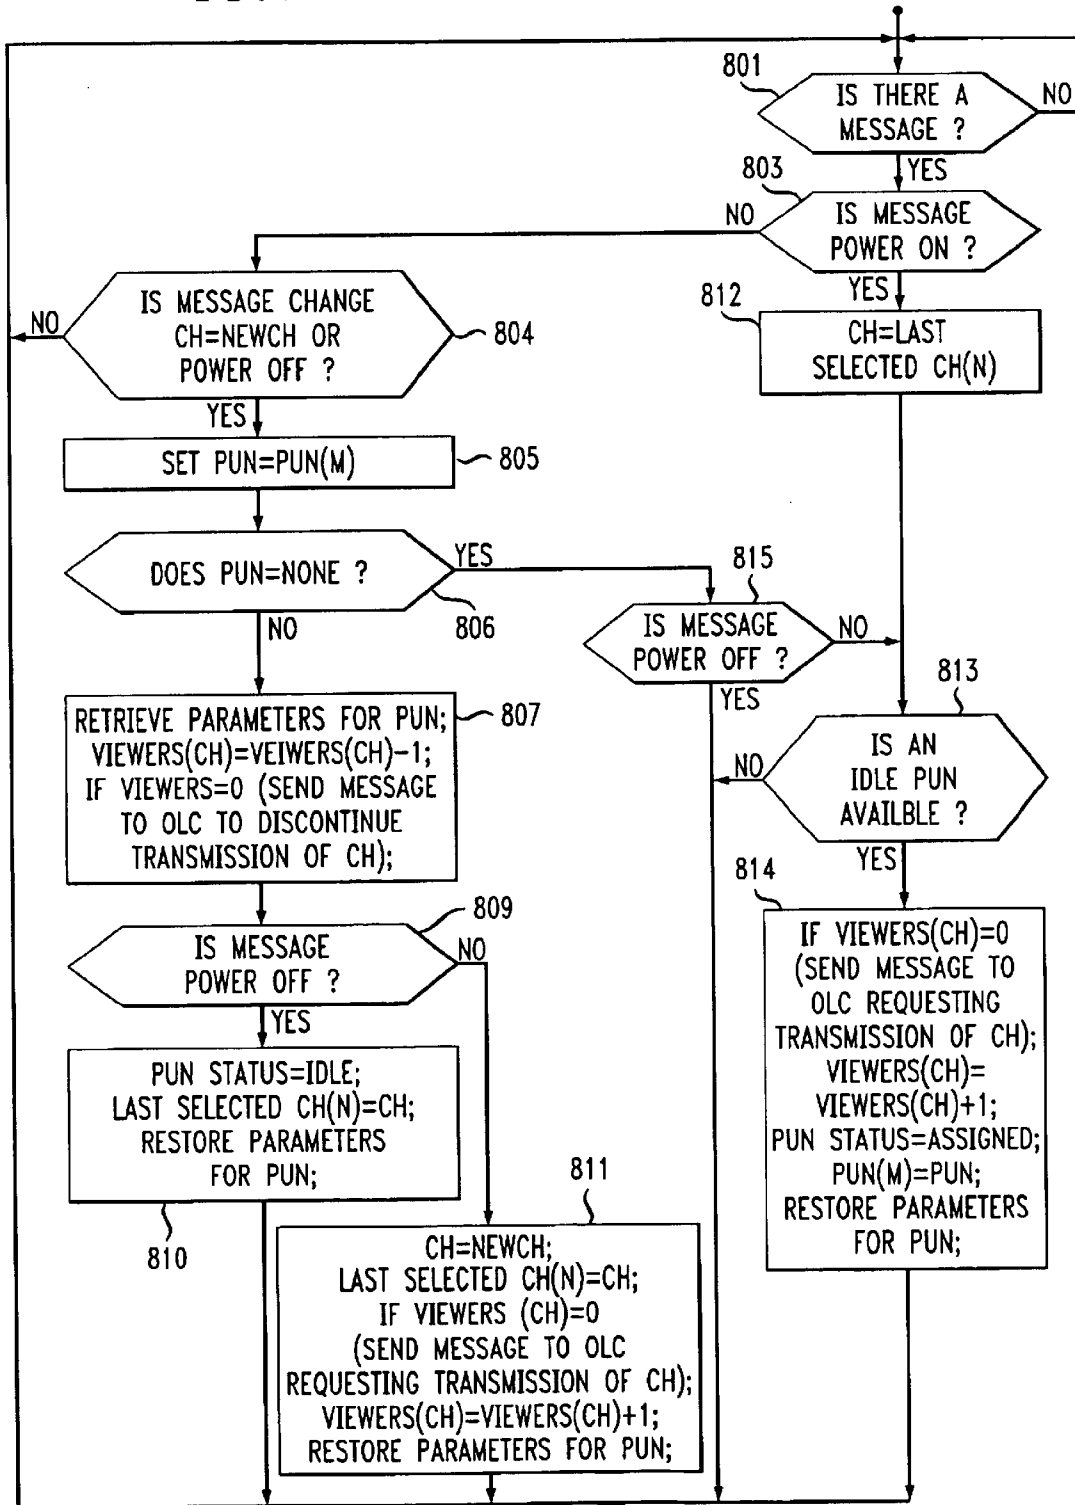 801
IS THERE A
MESSAGE ?
NO
YES
803
NO
IS MESSAGE
POWER ON ?
YES
812
CH=LAST
SELECTED CH(N)
NO
IS MESSAGE CHANGE
CH=NEWCH OR
POWER OFF ?
804
YES
SET PUN=PUN(M)
805
DOES PUN=NONE ?
YES
806
NO
815
IS MESSAGE
POWER OFF ?
NO
YES
813
IS AN
IDLE PUN
AVAILBLE ?
NO
YES
RETRIEVE PARAMETERS FOR PUN;
VIEWERS(CH)=VEIWERS(CH)-1;
IF VIEWERS=0 (SEND MESSAGE
TO OLC TO DISCONTINUE
TRANSMISSION OF CH);
807
809
IS MESSAGE
POWER OFF ?
NO
YES
814
IF VIEWERS(CH)=0
(SEND MESSAGE TO
OLC REQUESTING
TRANSMISSION OF CH);
VIEWERS(CH)=
VIEWERS(CH)+1;
PUN STATUS=ASSIGNED;
PUN(M)=PUN;
RESTORE PARAMETERS
FOR PUN;
PUN STATUS=IDLE;
LAST SELECTED CH(N)=CH;
RESTORE PARAMETERS
FOR PUN;
810
811
CH=NEWCH;
LAST SELECTED CH(N)=CH;
IF VIEWERS (CH)=0
(SEND MESSAGE TO OLC
REQUESTING TRANSMISSION OF CH);
VIEWERS(CH)=VIEWERS(CH)+1;
RESTORE PARAMETERS FOR PUN;